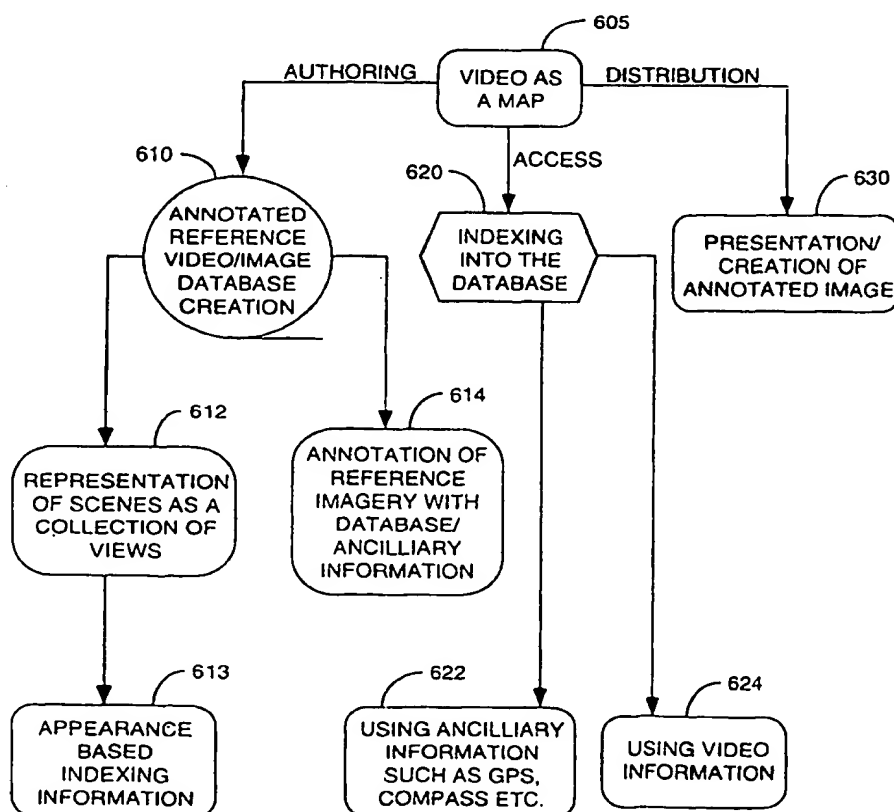 605
AUTHORING
VIDEO AS
A MAP
DISTRIBUTION
610
ACCESS
620
630
ANNOTATED
REFERENCE
VIDEO/IMAGE
DATABASE
CREATION
INDEXING
INTO THE
DATABASE
PRESENTATION/
CREATION OF
ANNOTATED IMAGE
612
614
REPRESENTATION
OF SCENES AS A
COLLECTION OF
VIEWS
ANNOTATION OF
REFERENCE
IMAGERY WITH
DATABASE/
ANCILLIARY
INFORMATION
613
622
624
APPEARANCE
BASED
INDEXING
INFORMATION
USING ANCILLIARY
INFORMATION
SUCH AS GPS,
COMPASS ETC.
USING VIDEO
INFORMATION